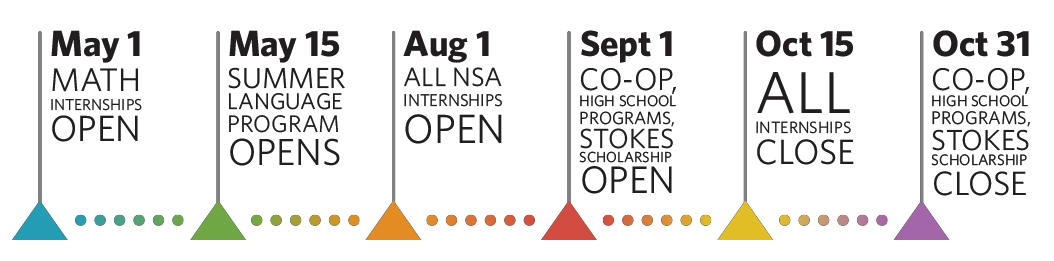 May 1
MATH
INTERNSHIPS
OPEN
May 15
SUMMER
LANGUAGE
PROGRAM
OPENS
Aug 1
ALL NSA
INTERNSHIPS
OPEN
Sept 1
CO-OP,
HIGH SCHOOL
PROGRAMS,
STOKES
SCHOLARSHIP
OPEN
Oct 15
ALL
INTERNSHIPS
CLOSE
Oct 31
CO-OP,
HIGH SCHOOL
PROGRAMS,
STOKES
SCHOLARSHIP
CLOSE